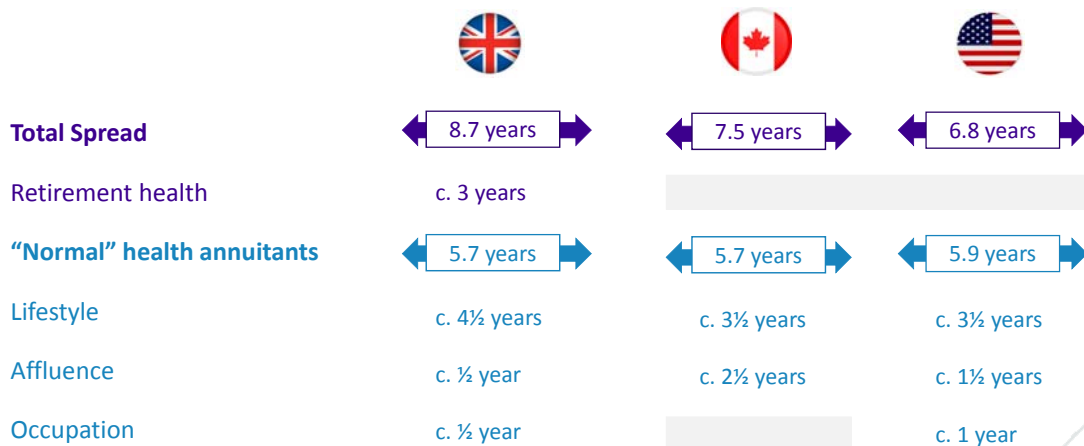 Total Spread 8.7 years 7.5 years 6.8 years
Retirement health c. 3 years
“Normal” health annuitants 5.7 years 5.7 years 5.9 years
Lifestyle c. 4½ years c. 3½ years c. 3½ years
Affluence c. ½ year c. 2½ years c. 1½ years
Occupation c. ½ year c. 1 year